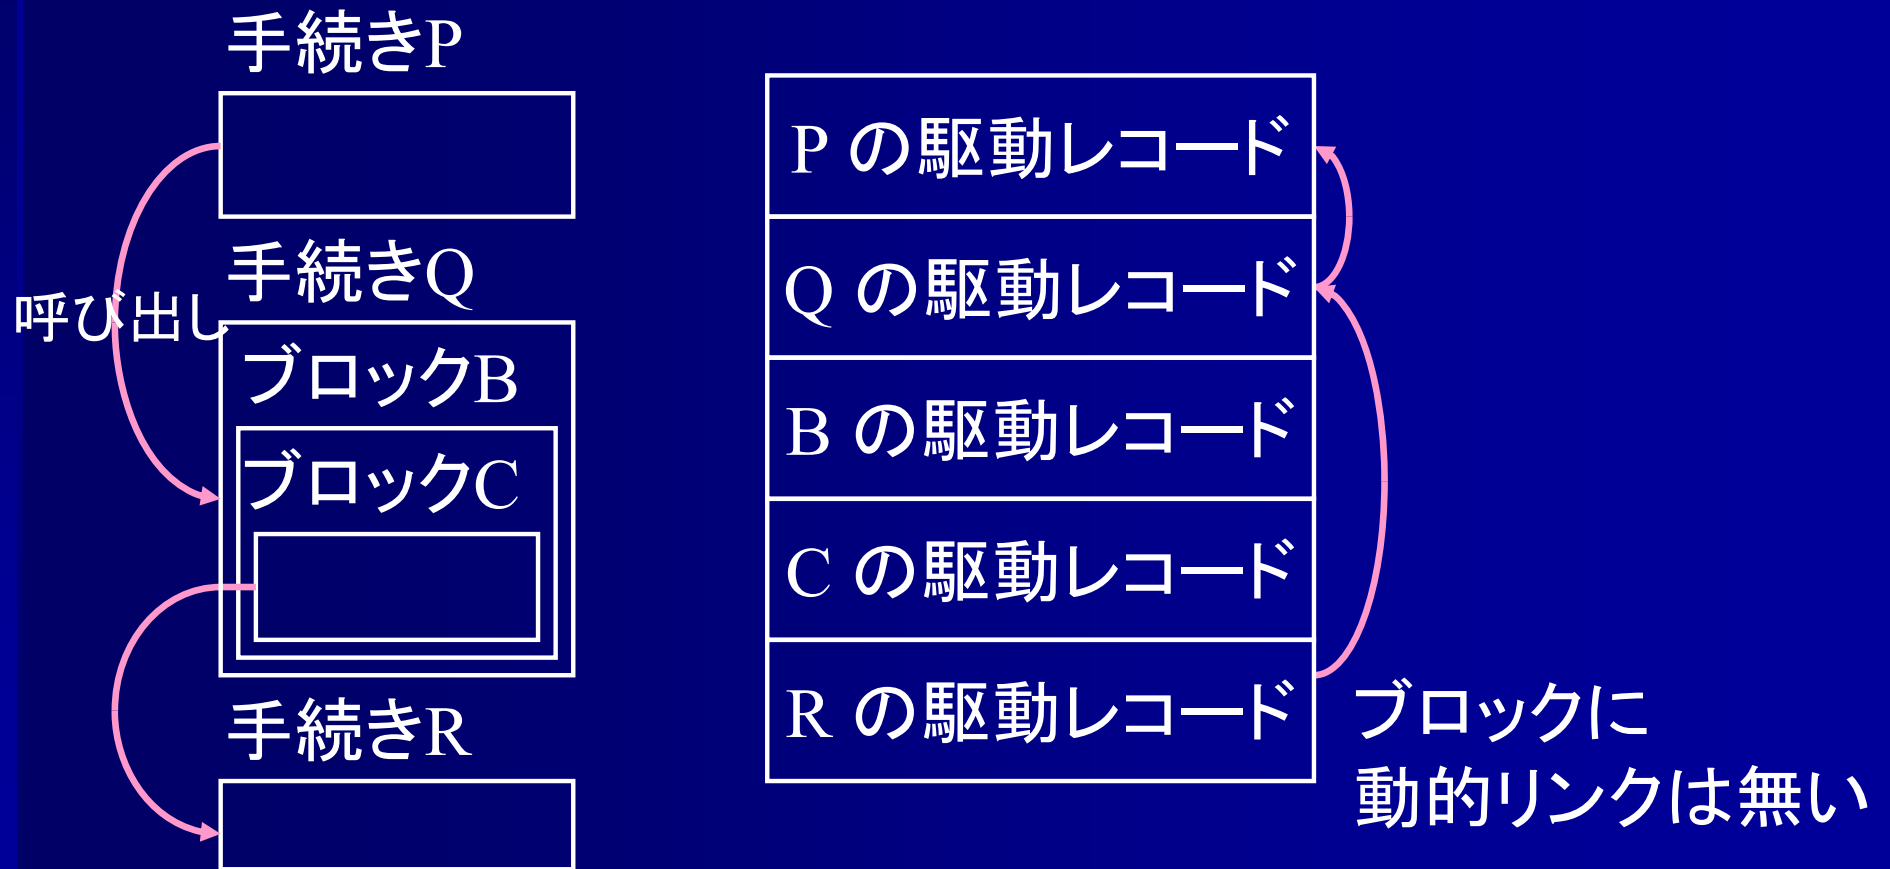 手続きP
手続きQ
呼び出し
ブロックB
ブロックC
手続きR
P の駆動レコード
Q の駆動レコード
B の駆動レコード
C の駆動レコード
R の駆動レコード
ブロックに
動的リンクは無い